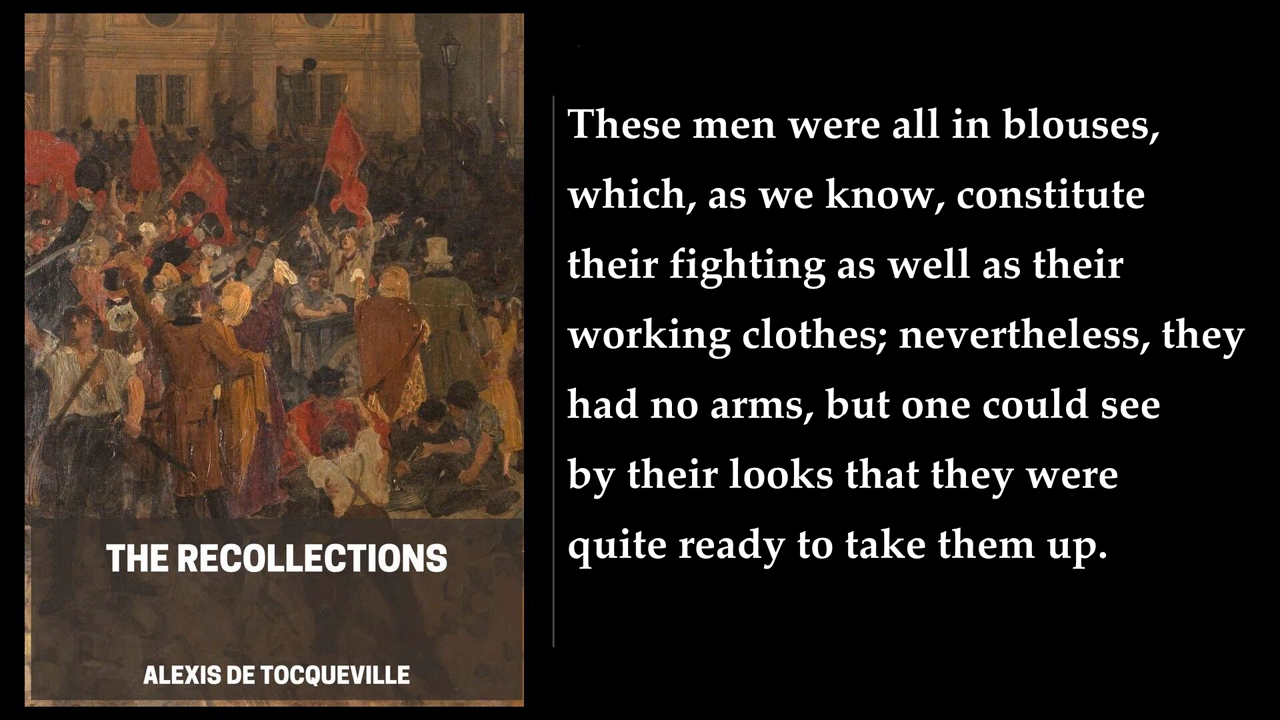 THE RECOLLECTIONS
ALEXIS DE TOCQUEVILLE
These men were all in blouses,
which, as we know, constitute
their fighting as well as their
working clothes; nevertheless, they
had no arms, but one could see
by their looks that they were
quite ready to take them up.